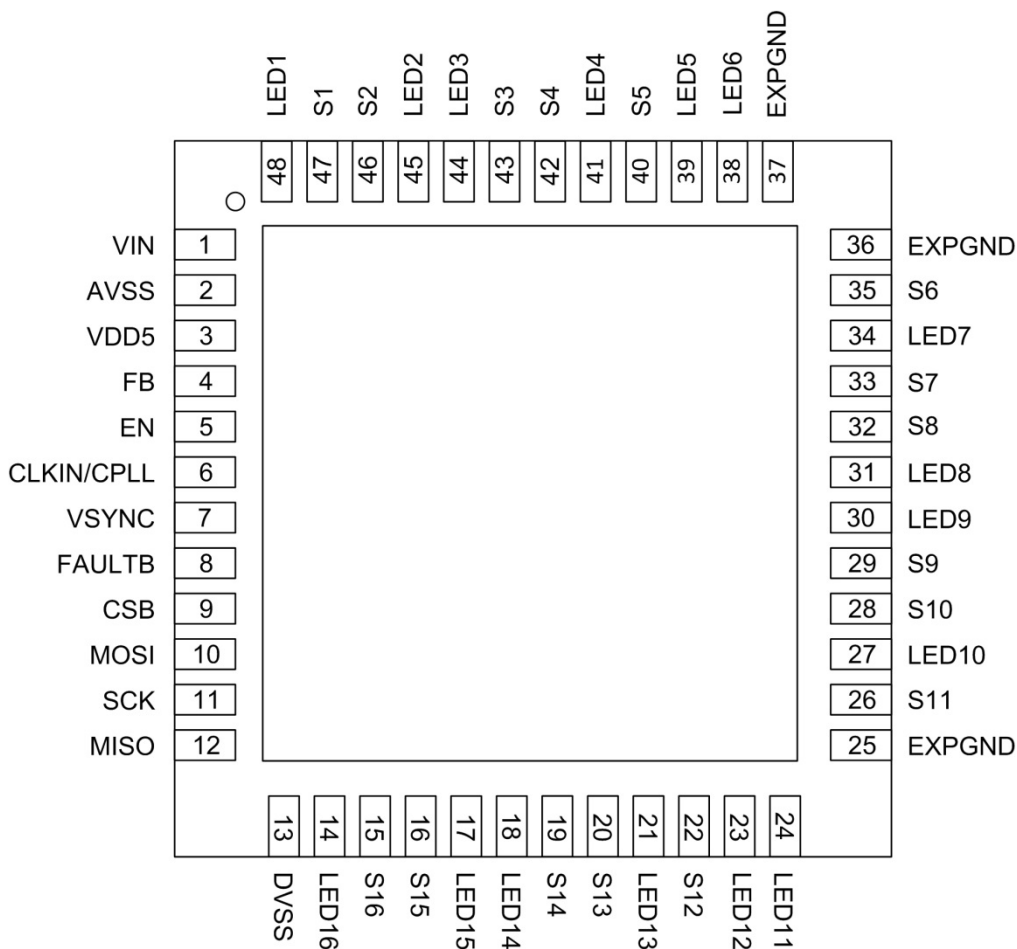 LED1 S1 S2 LED2 LED3 S3 S4 LED4 S5 LED5 LED6 EXPGND
48 47 46 45 44 43 42 41 40 39 38 37
VIN 1 36 EXPGND
AVSS 2 35 S6
VDD5 3 34 LED7
FB 4 33 S7
EN 5 32 S8
CLKIN/CPLL 6 31 LED8
VSYNC 7 30 LED9
FAULTB 8 29 S9
CSB 9 28 S10
MOSI 10 27 LED10
SCK 11 26 S11
MISO 12 25 EXPGND
13 14 15 16 17 18 19 20 21 22 23 24
DVSS LED16 S16 S15 LED15 LED14 S14 S13 LED13 S12 LED12 LED11